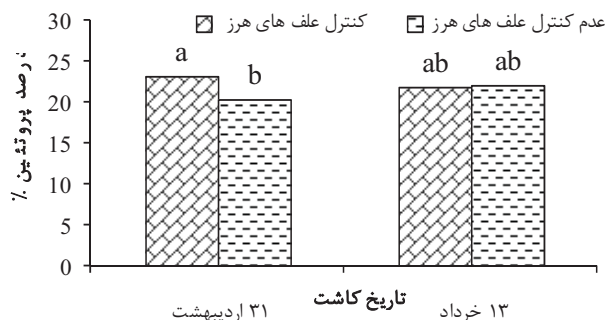 کنترل علف های هرز
عدم کنترل علف های هرز
درصد پروتئین %
30
25
20
15
10
5
0
a
b
ab
ab
۳۱ اردیبهشت
۱۳ خرداد
تاریخ کاشت